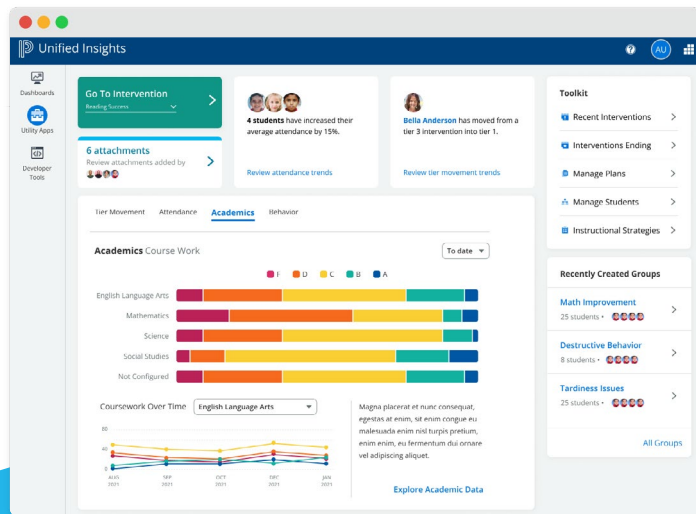 Unified Insights
?
AU
Dashboards
Utility Apps
Developer
Tools
Go To Intervention
Reading Success
6 attachments
Review attachments added by
4 students have increased their
average attendance by 15%.
Review attendance trends
Bella Anderson has moved from a
tier 3 intervention into tier 1.
Review tier movement trends
Toolkit
Recent Interventions
Interventions Ending
Manage Plans
Manage Students
Instructional Strategies
Tier Movement Attendance Academics Behavior
Academics Course Work
To date
F D C B A
English Language Arts
Mathematics
Science
Social Studies
Not Configured
Recently Created Groups
Math Improvement
25 students •
Destructive Behavior
8 students •
Tardiness Issues
25 students •
All Groups
Coursework Over Time
English Language Arts
80
40
0
AUG SEP OCT DEC JAN
2021 2021 2021 2021 2021
Magna placerat et nunc consequat,
egestas at enim, sit enim congue eu
malesuada enim nisl turpis pretium,
enim enim, eu fermentum dui ornare
vel adipiscing aliquet.
Explore Academic Data